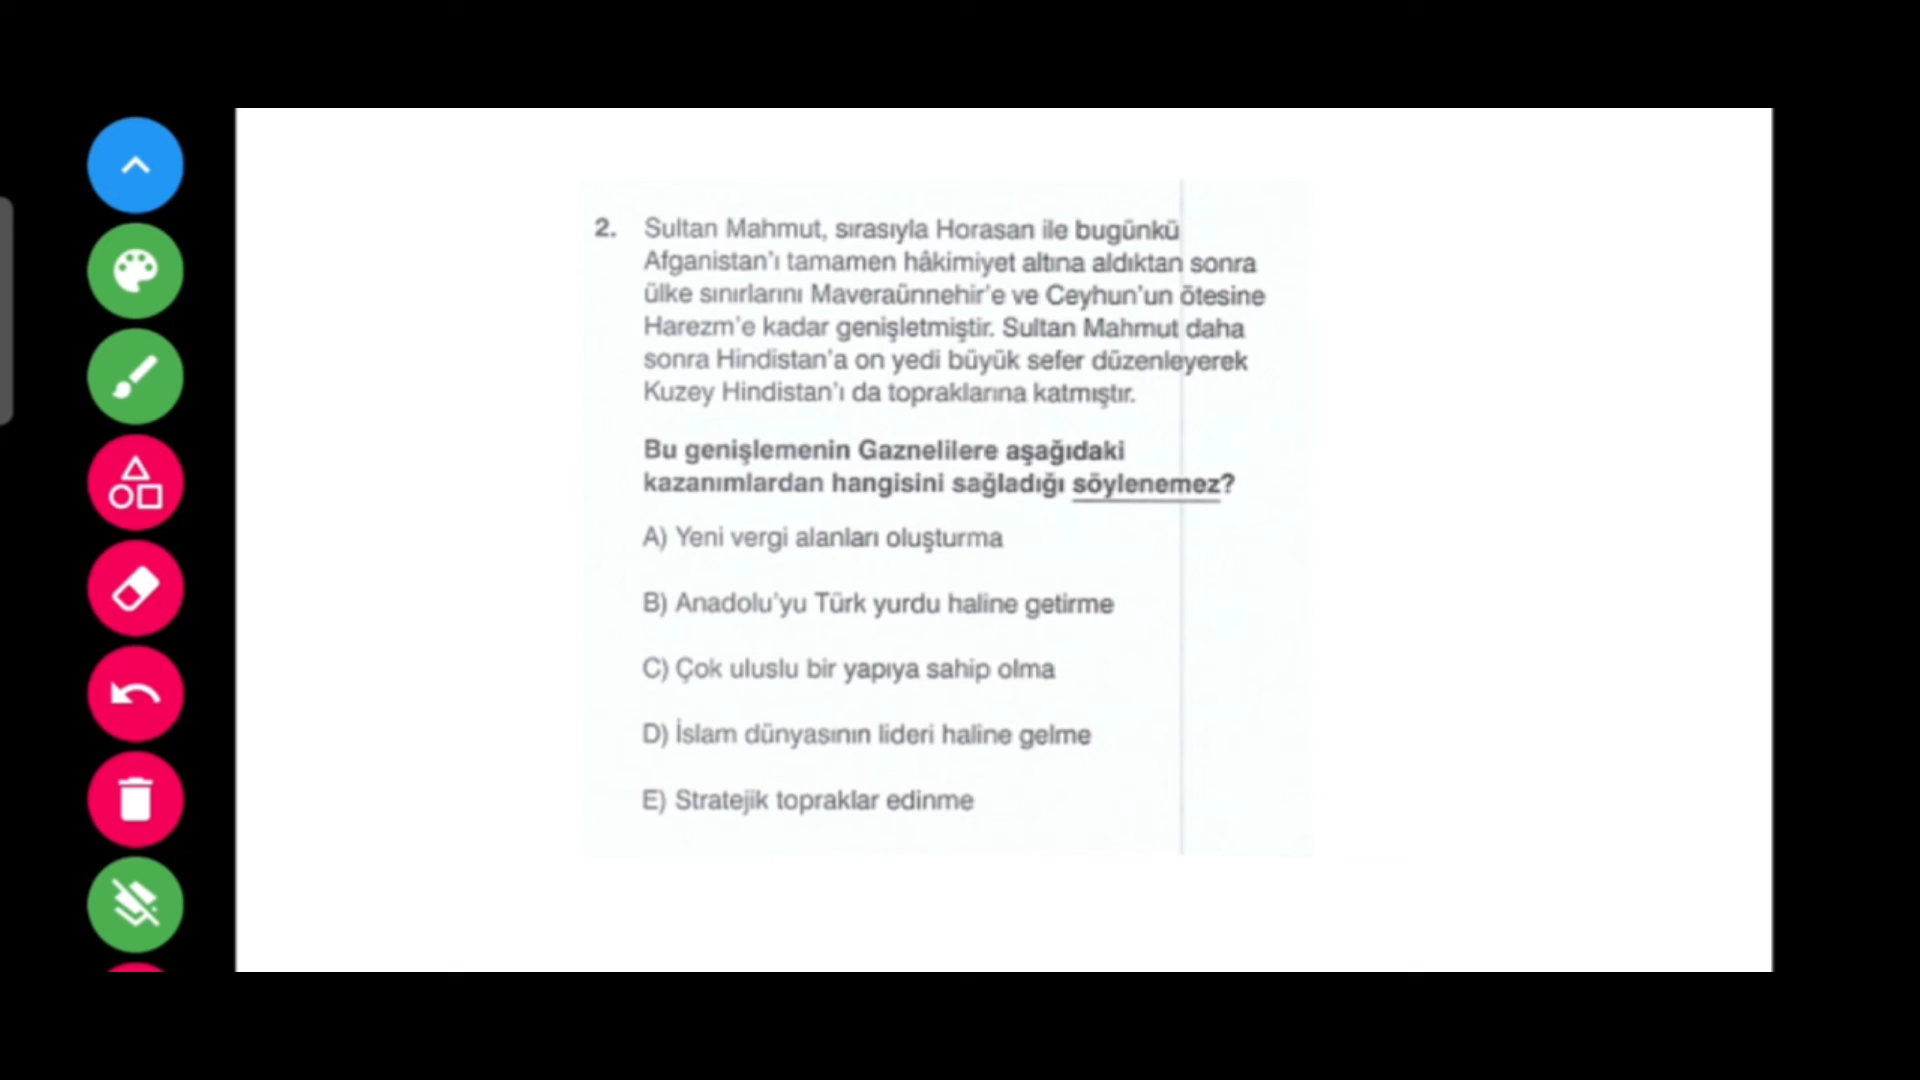 2. Sultan Mahmut, sırasıyla Horasan ile bugünkü
Afganistan'ı tamamen hâkimiyet altına aldıktan sonra
ülke sınırlarını Maveraünnehir'e ve Ceyhun'un ötesine
Harezm'e kadar genişletmiştir. Sultan Mahmut daha
sonra Hindistan'a on yedi büyük sefer düzenleyerek
Kuzey Hindistan'ı da topraklarına katmıştır.
Bu genişlemenin Gaznelilere aşağıdaki
kazanımlardan hangisini sağladığı söylenemez?
A) Yeni vergi alanları oluşturma
B) Anadolu'yu Türk yurdu haline getirme
C) Çok uluslu bir yapıya sahip olma
D) İslam dünyasının lideri haline gelme
E) Stratejik topraklar edinme